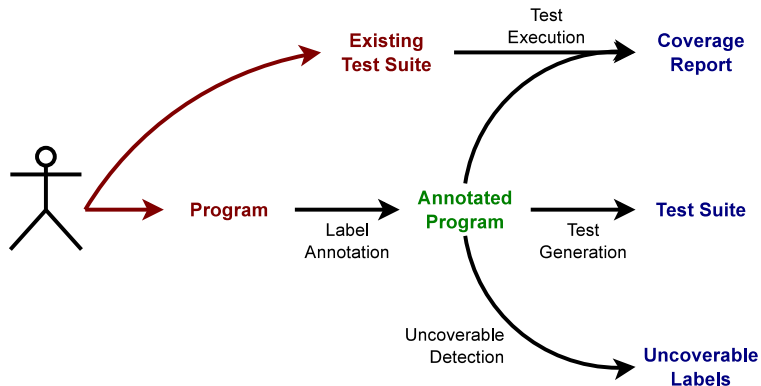 Test
Execution
Existing
Test Suite
Coverage
Report
Program
Label
Annotation
Annotated
Program
Test
Generation
Test Suite
Uncoverable
Detection
Uncoverable
Labels